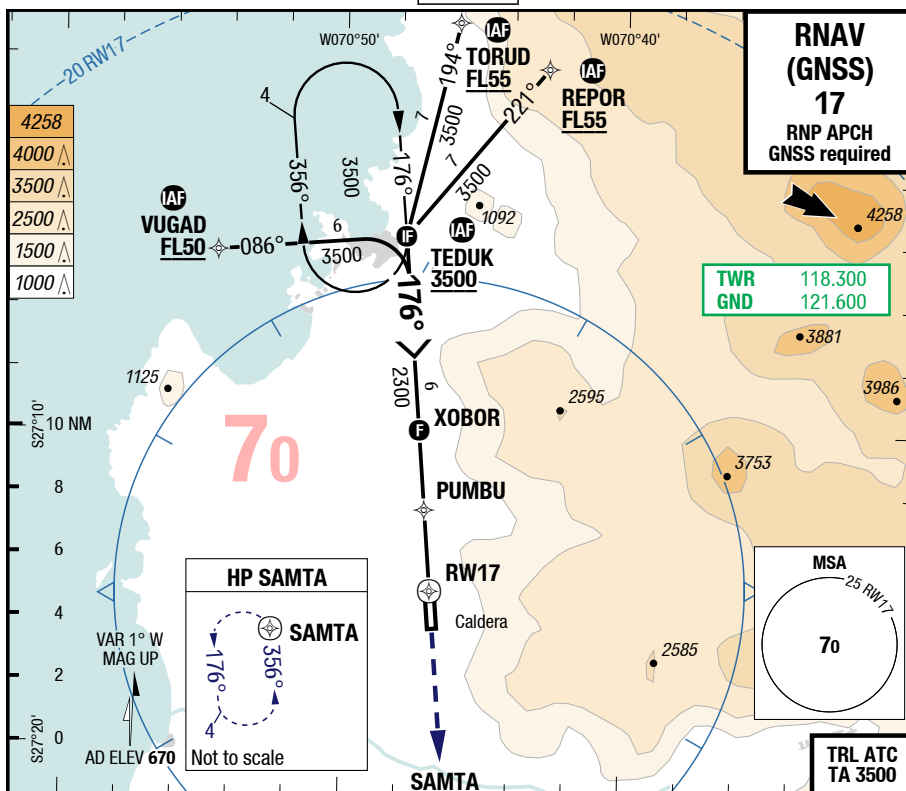 W070°50'
W070°40'
20 RW17
IAF
TORUD
FL55
IAF
REPOR
FL55
RNAV
(GNSS)
17
RNP APCH
GNSS required
4258
4000
3500
2500
1500
1000
4
356°
3500
176°
194°
7
3500
221°
7
3500
1092
4258
IAF
VUGAD
FL50
086°
6
3500
IF
IAF
TEDUK
3500
TWR 118.300
GND 121.600
176°
3881
1125
6
2300
2595
3986
S27°10'
10 NM
70
F
XOBOR
3753
8
PUMBU
6
HP SAMTA
RW17
MSA
25 RW17
70
4
SAMTA
176°
356°
4
Not to scale
Caldera
VAR 1° W
MAG UP
2
2585
S27°20'
0
AD ELEV 670
SAMTA
TRL ATC
TA 3500